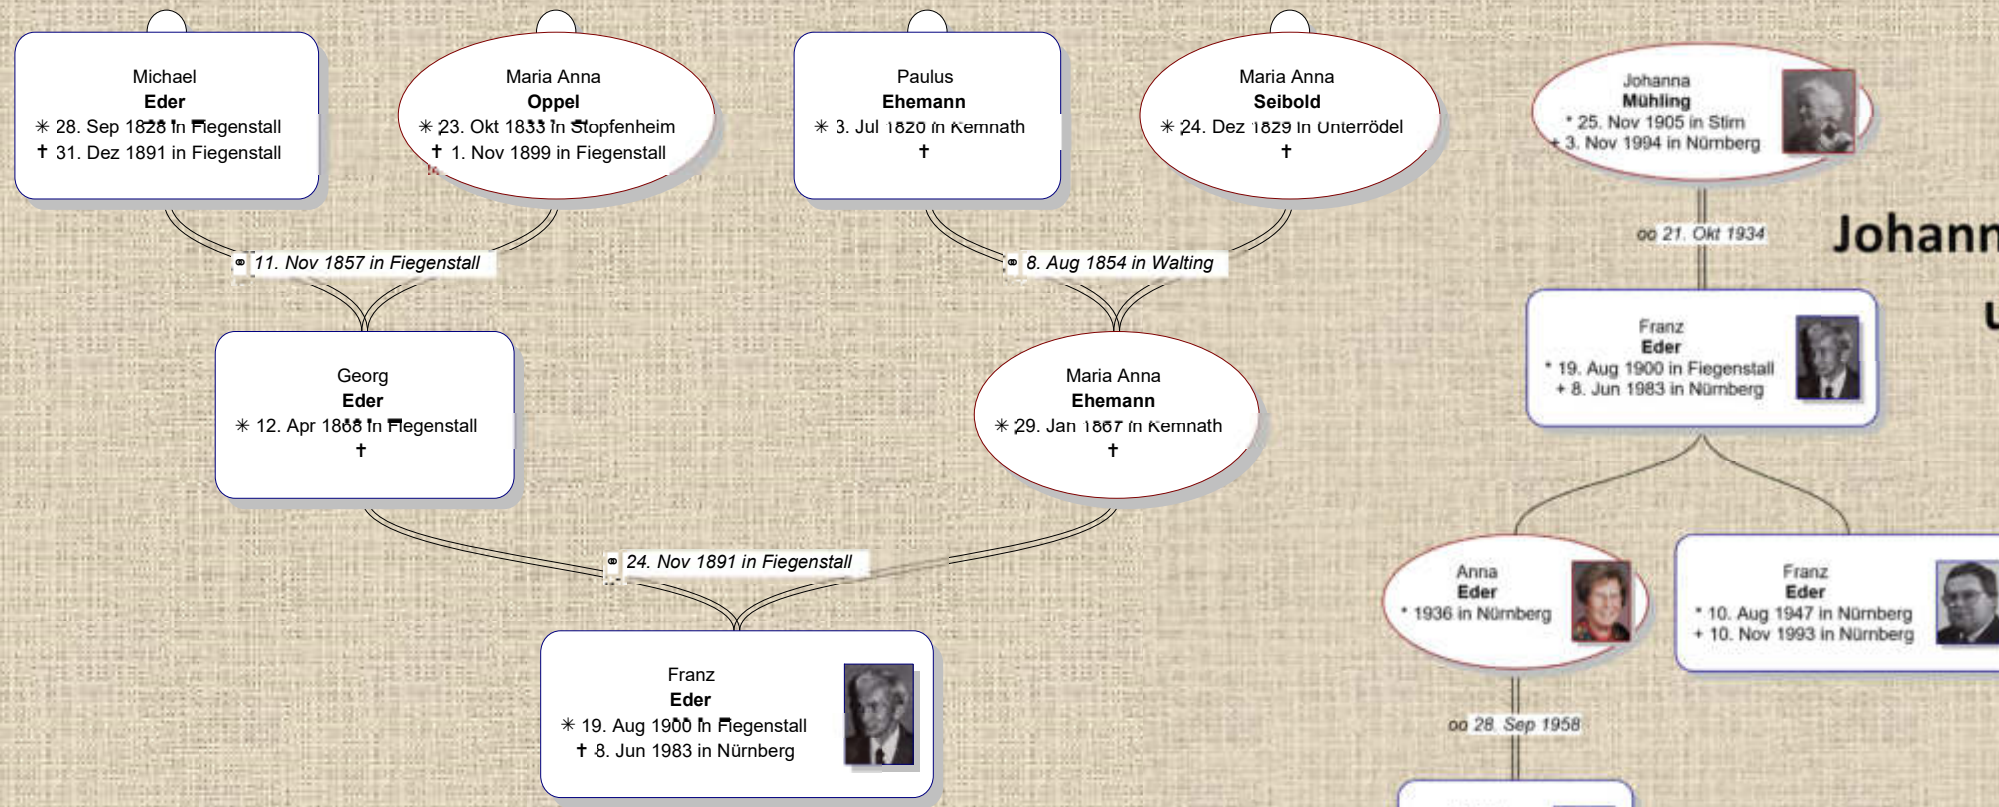 Michael
Eder
✳ 28. Sep 1828 in Fiegenstall
✝ 31. Dez 1891 in Fiegenstall
Maria Anna
Oppel
✳ 23. Okt 1833 in Stopfenheim
✝ 1. Nov 1899 in Fiegenstall
⚭ 11. Nov 1857 in Fiegenstall
Paulus
Ehemann
✳ 3. Jul 1820 in Kemnath
✝
Maria Anna
Seibold
✳ 24. Dez 1829 in Unterrödel
✝
⚭ 8. Aug 1854 in Walting
Georg
Eder
✳ 12. Apr 1868 in Fiegenstall
✝
Maria Anna
Ehemann
✳ 29. Jan 1867 in Kemnath
✝
⚭ 24. Nov 1891 in Fiegenstall
Franz
Eder
✳ 19. Aug 1900 in Fiegenstall
✝ 8. Jun 1983 in Nürnberg
Johanna
Mühling
* 25. Nov 1905 in Stirn
+ 3. Nov 1994 in Nürnberg
oo 21. Okt 1934
Johann
u
Franz
Eder
* 19. Aug 1900 in Fiegenstall
+ 8. Jun 1983 in Nürnberg
Anna
Eder
* 1936 in Nürnberg
Franz
Eder
* 10. Aug 1947 in Nürnberg
+ 10. Nov 1993 in Nürnberg
oo 28. Sep 1958